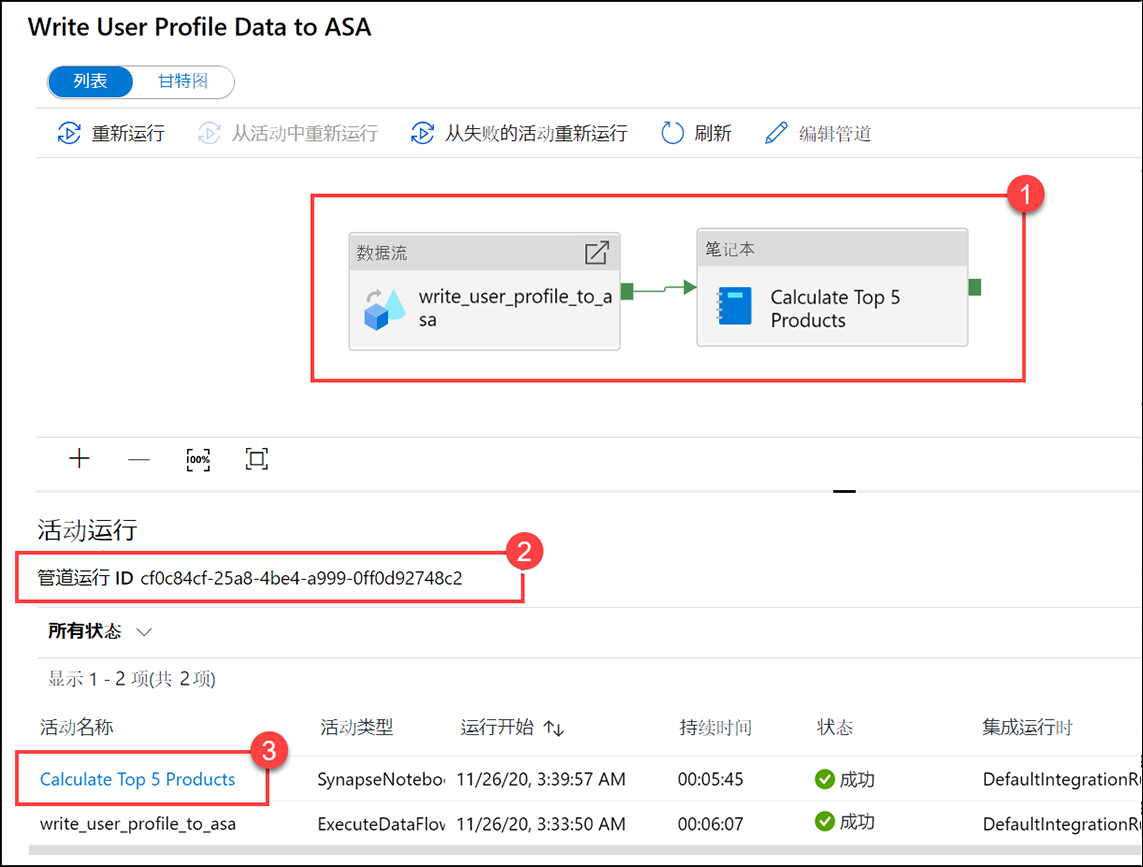 Write User Profile Data to ASA
列表 甘特图
重新运行 从活动中重新运行 从失败的活动重新运行 刷新 编辑管道
1
数据流
write_user_profile_to_a
sa
笔记本
Calculate Top 5
Products
100%
活动运行
2
管道运行 ID cf0c84cf-25a8-4be4-a999-0ff0d92748c2
所有状态
显示 1 - 2 项(共 2 项)
活动名称 活动类型 运行开始 持续时间 状态 集成运行时
3
Calculate Top 5 Products SynapseNotebo 11/26/20, 3:39:57 AM 00:05:45 成功 DefaultIntegrationRu
write_user_profile_to_asa ExecuteDataFlow 11/26/20, 3:33:50 AM 00:06:07 成功 DefaultIntegrationRu